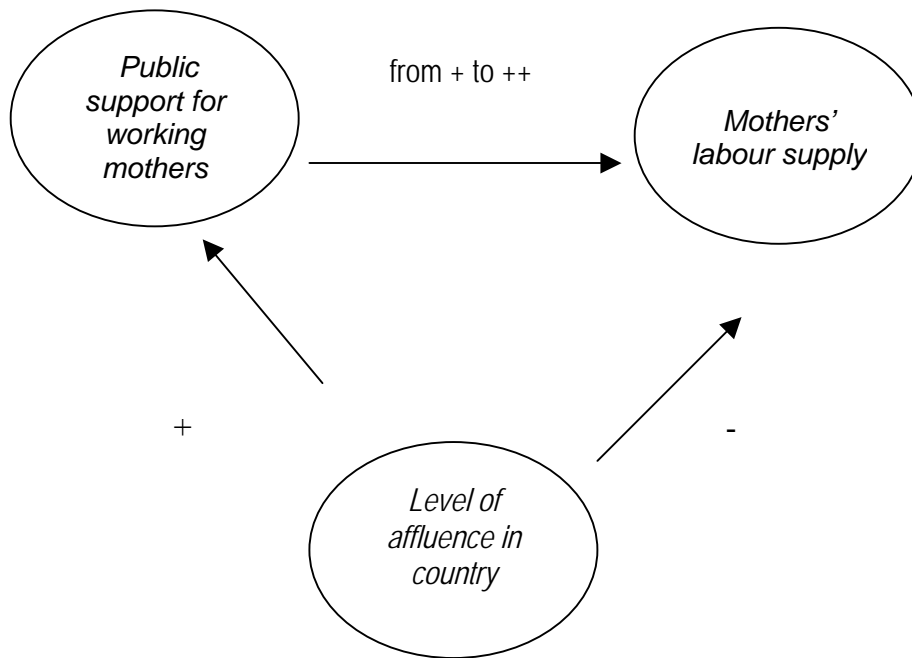 Public
support for
working
mothers
from + to ++
Mothers’
labour supply
+
-
Level of
affluence in
country